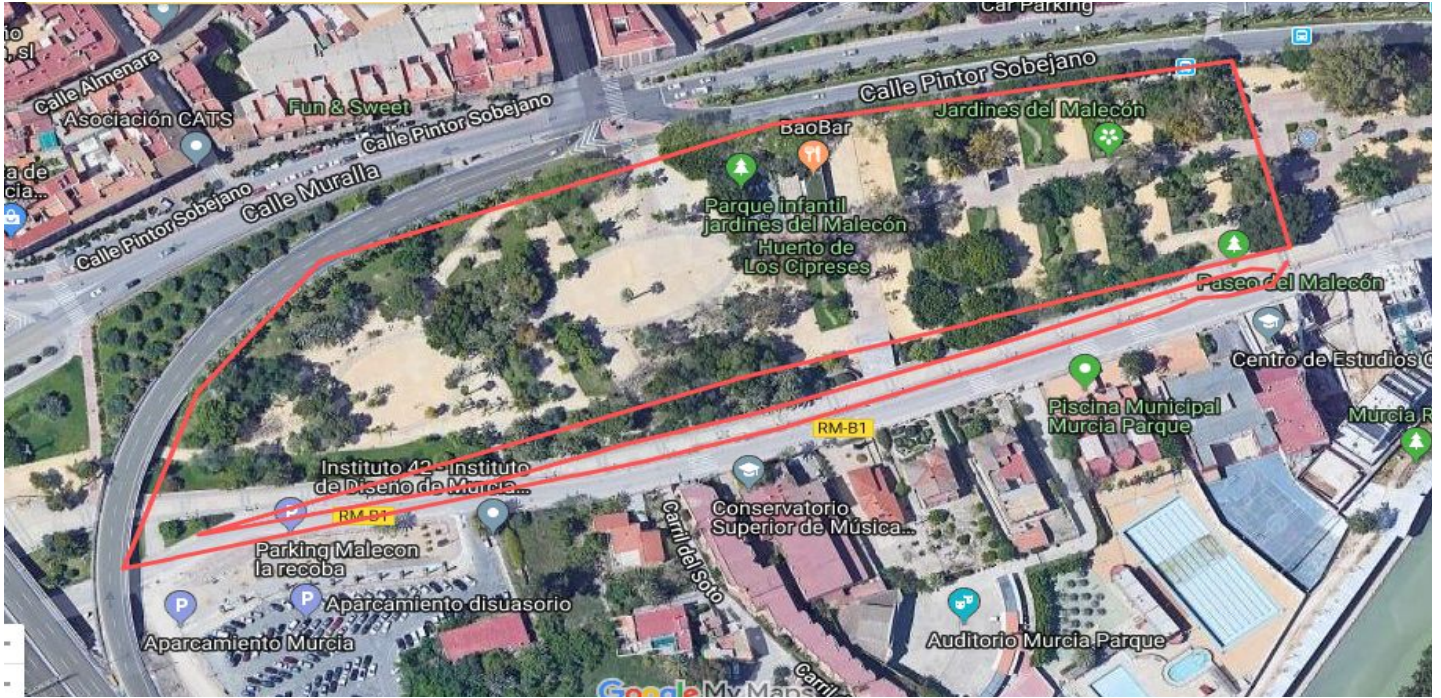 Car Parking
, sl
Calle Almenara
Fun & Sweet
Asociación CATS
Calle Pintor Sobejano
Calle Pintor Sobejano
Calle Muralla
Calle Pintor Sobejano
Jardines del Malecón
BaoBar
Parque infantil
jardines del Malecón
Huerto de
Los Cipreses
Paseo del Malecón
Centro de Estudios C
Piscina Municipal
Murcia Parque
Murcia R
RM-B1
Instituto 42 - Instituto
de Diseño de Murcia...
RM-B1
P
Parking Malecon
la recoba
Conservatorio
Superior de Música...
Carril del Soto
P
P
Aparcamiento disuasorio
Aparcamiento Murcia
Auditorio Murcia Parque
Carril
Google My Maps